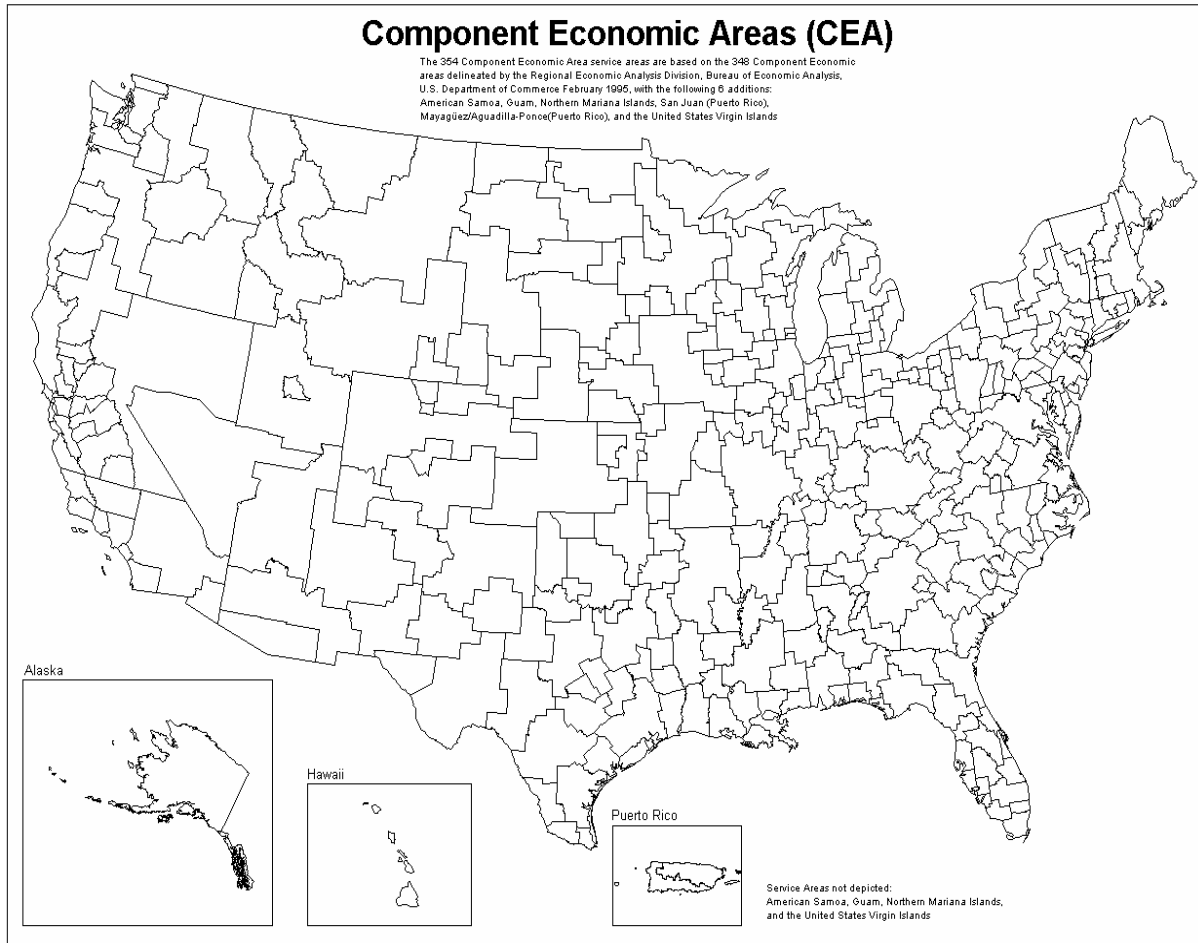 Component Economic Areas (CEA)
The 354 Component Economic Area service areas are based on the 348 Component Economic
areas delineated by the Regional Economic Analysis Division, Bureau of Economic Analysis,
U.S. Department of Commerce February 1995, with the following 6 additions:
American Samoa, Guam, Northern Mariana Islands, San Juan (Puerto Rico),
Mayagüez/Aguadilla-Ponce(Puerto Rico), and the United States Virgin Islands
Alaska
Hawaii
Puerto Rico
Service Areas not depicted:
American Samoa, Guam, Northern Mariana Islands,
and the United States Virgin Islands